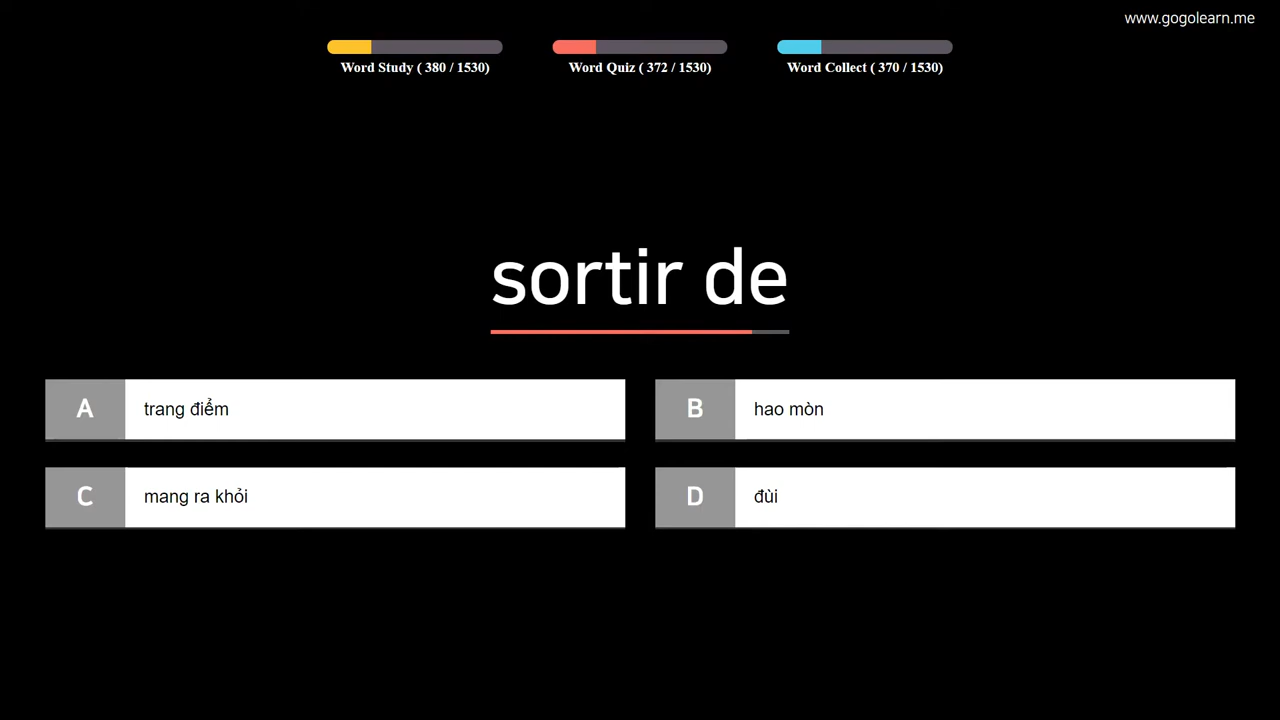 www.gogolearn.me
Word Study ( 380 / 1530)
Word Quiz ( 372 / 1530)
Word Collect ( 370 / 1530)
sortir de
A trang điểm
B hao mòn
C mang ra khỏi
D đùi